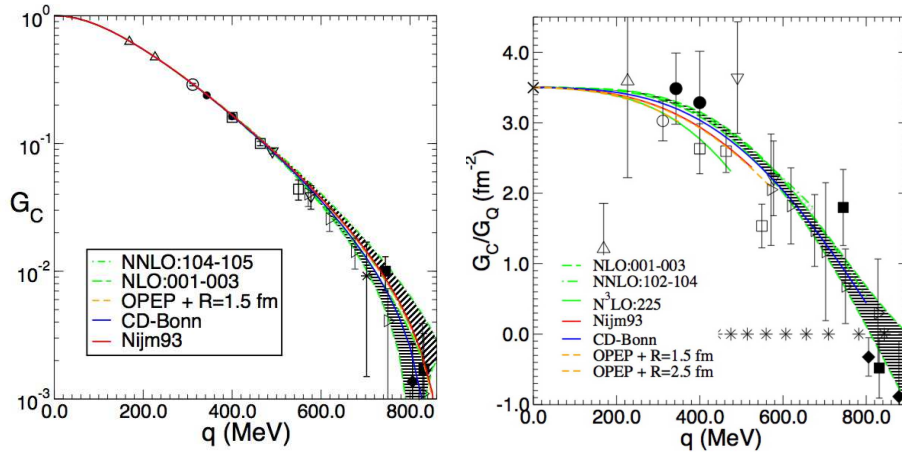 10⁰
10⁻¹
G_C
10⁻²
10⁻³
NNLO:104-105
NLO:001-003
OPEP + R=1.5 fm
CD-Bonn
Nijm93
0.0 200.0 400.0 600.0 800.0
q (MeV)
4.0
3.0
2.0
1.0
0.0
-1.0
G_C/G_Q (fm⁻²)
NLO:001-003
NNLO:102-104
N³LO:225
Nijm93
CD-Bonn
OPEP + R=1.5 fm
OPEP + R=2.5 fm
0.0 200.0 400.0 600.0 800.0
q (MeV)